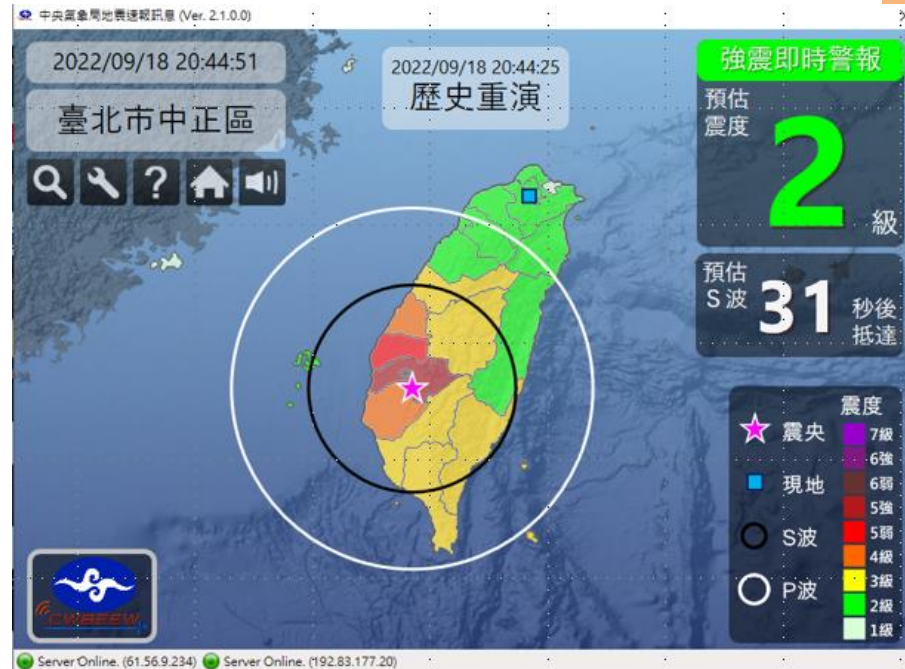 中央氣象局地震速報訊息 (Ver. 2.1.0.0)
2022/09/18 20:44:51
臺北市中正區
2022/09/18 20:44:25
歷史重演
強震即時警報
預估
震度
2
級
預估
S波
31
秒後
抵達
震度
震央
現地
S波
P波
7級
6強
6弱
5強
5弱
4級
3級
2級
1級
CWBEEW
Server Online. (61.56.9.234)
Server Online. (192.83.177.20)